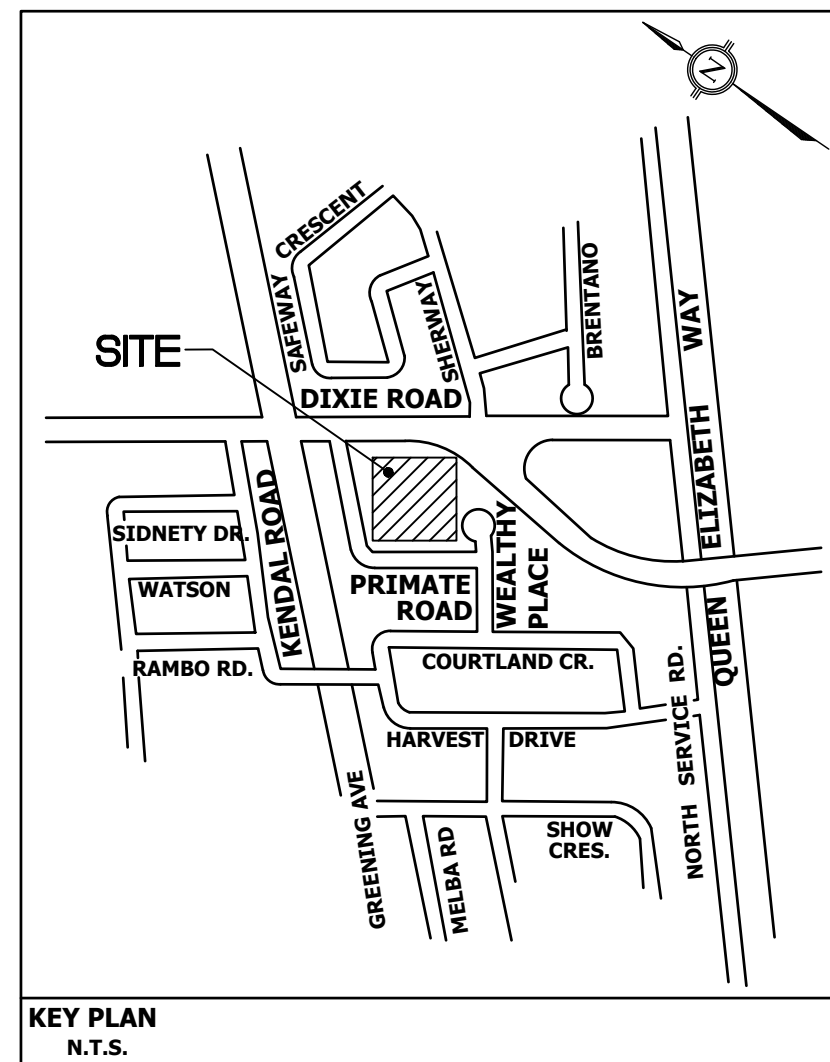 N
SAFEWAY CRESCENT
SHERWAY
BRENTANO
QUEEN ELIZABETH WAY
SITE
DIXIE ROAD
KENDAL ROAD
SIDNETY DR.
WATSON
RAMBO RD.
PRIMATE
ROAD
WEALTHY
PLACE
COURTLAND CR.
HARVEST DRIVE
NORTH SERVICE RD.
GREENING AVE
MELBA RD
SHOW
CRES.
KEY PLAN
N.T.S.